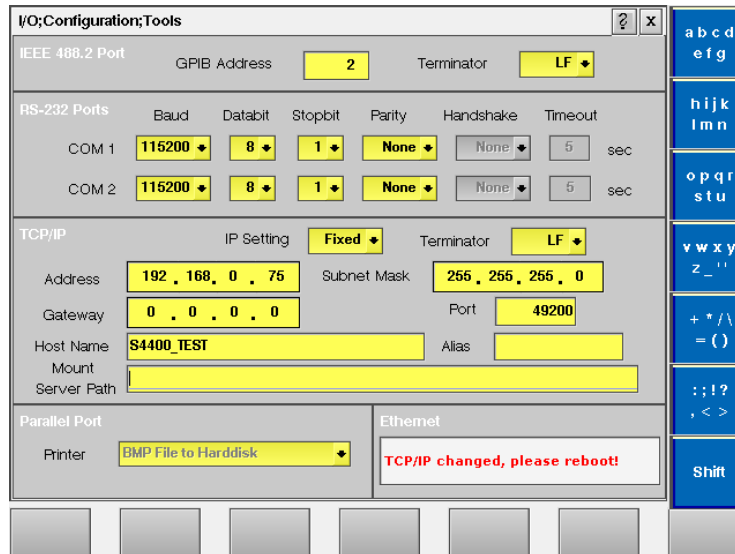 I/O;Configuration;Tools ? x
IEEE 488.2 Port
GPIB Address 2 Terminator LF
RS-232 Ports Baud Databit Stopbit Parity Handshake Timeout
COM 1 115200 8 1 None None 5 sec
COM 2 115200 8 1 None None 5 sec
TCP/IP IP Setting Fixed Terminator LF
Address 192 . 168 . 0 . 75 Subnet Mask 255 . 255 . 255 . 0
Gateway 0 . 0 . 0 . 0 Port 49200
Host Name S4400_TEST Alias
Mount
Server Path
Parallel Port
Printer BMP File to Harddisk
Ethernet
TCP/IP changed, please reboot!
a b c d
e f g
h i j k
l m n
o p q r
s t u
v w x y
z _ ' '
+ * / \
= ( )
: ; ! ?
, < >
Shift